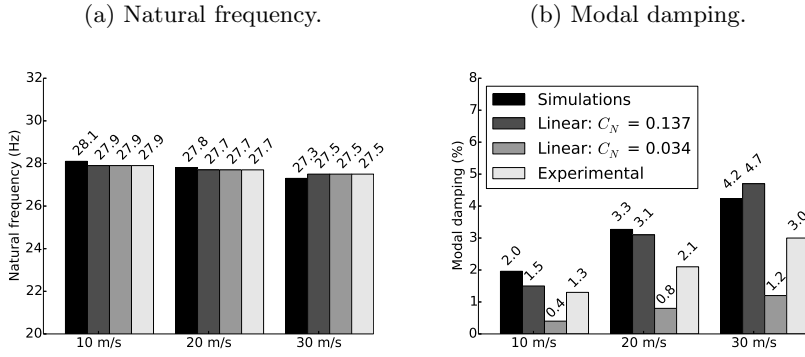 (a) Natural frequency.
32
30
28
26
24
22
20
Natural frequency (Hz)
28.1
27.9
27.9
27.9
27.8
27.7
27.7
27.7
27.3
27.5
27.5
27.5
10 m/s
20 m/s
30 m/s
(b) Modal damping.
8
7
6
5
4
3
2
1
0
Modal damping (%)
Simulations
Linear: C_N = 0.137
Linear: C_N = 0.034
Experimental
2.0
1.5
0.4
1.3
3.3
3.1
0.8
2.1
4.2
4.7
1.2
3.0
10 m/s
20 m/s
30 m/s